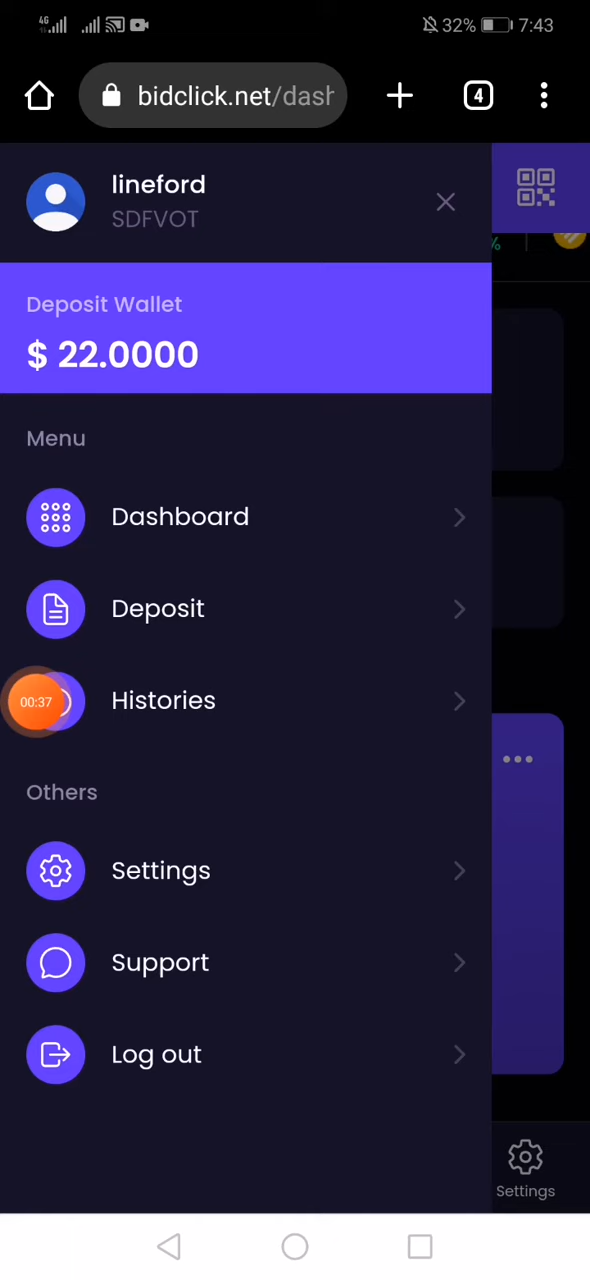 4G 32% 7:43
bidclick.net/dash
4
lineford
SDFVOT
%
Deposit Wallet
$ 22.0000
Menu
Dashboard
Deposit
00:37
Histories
Others
Settings
Support
Log out
Settings